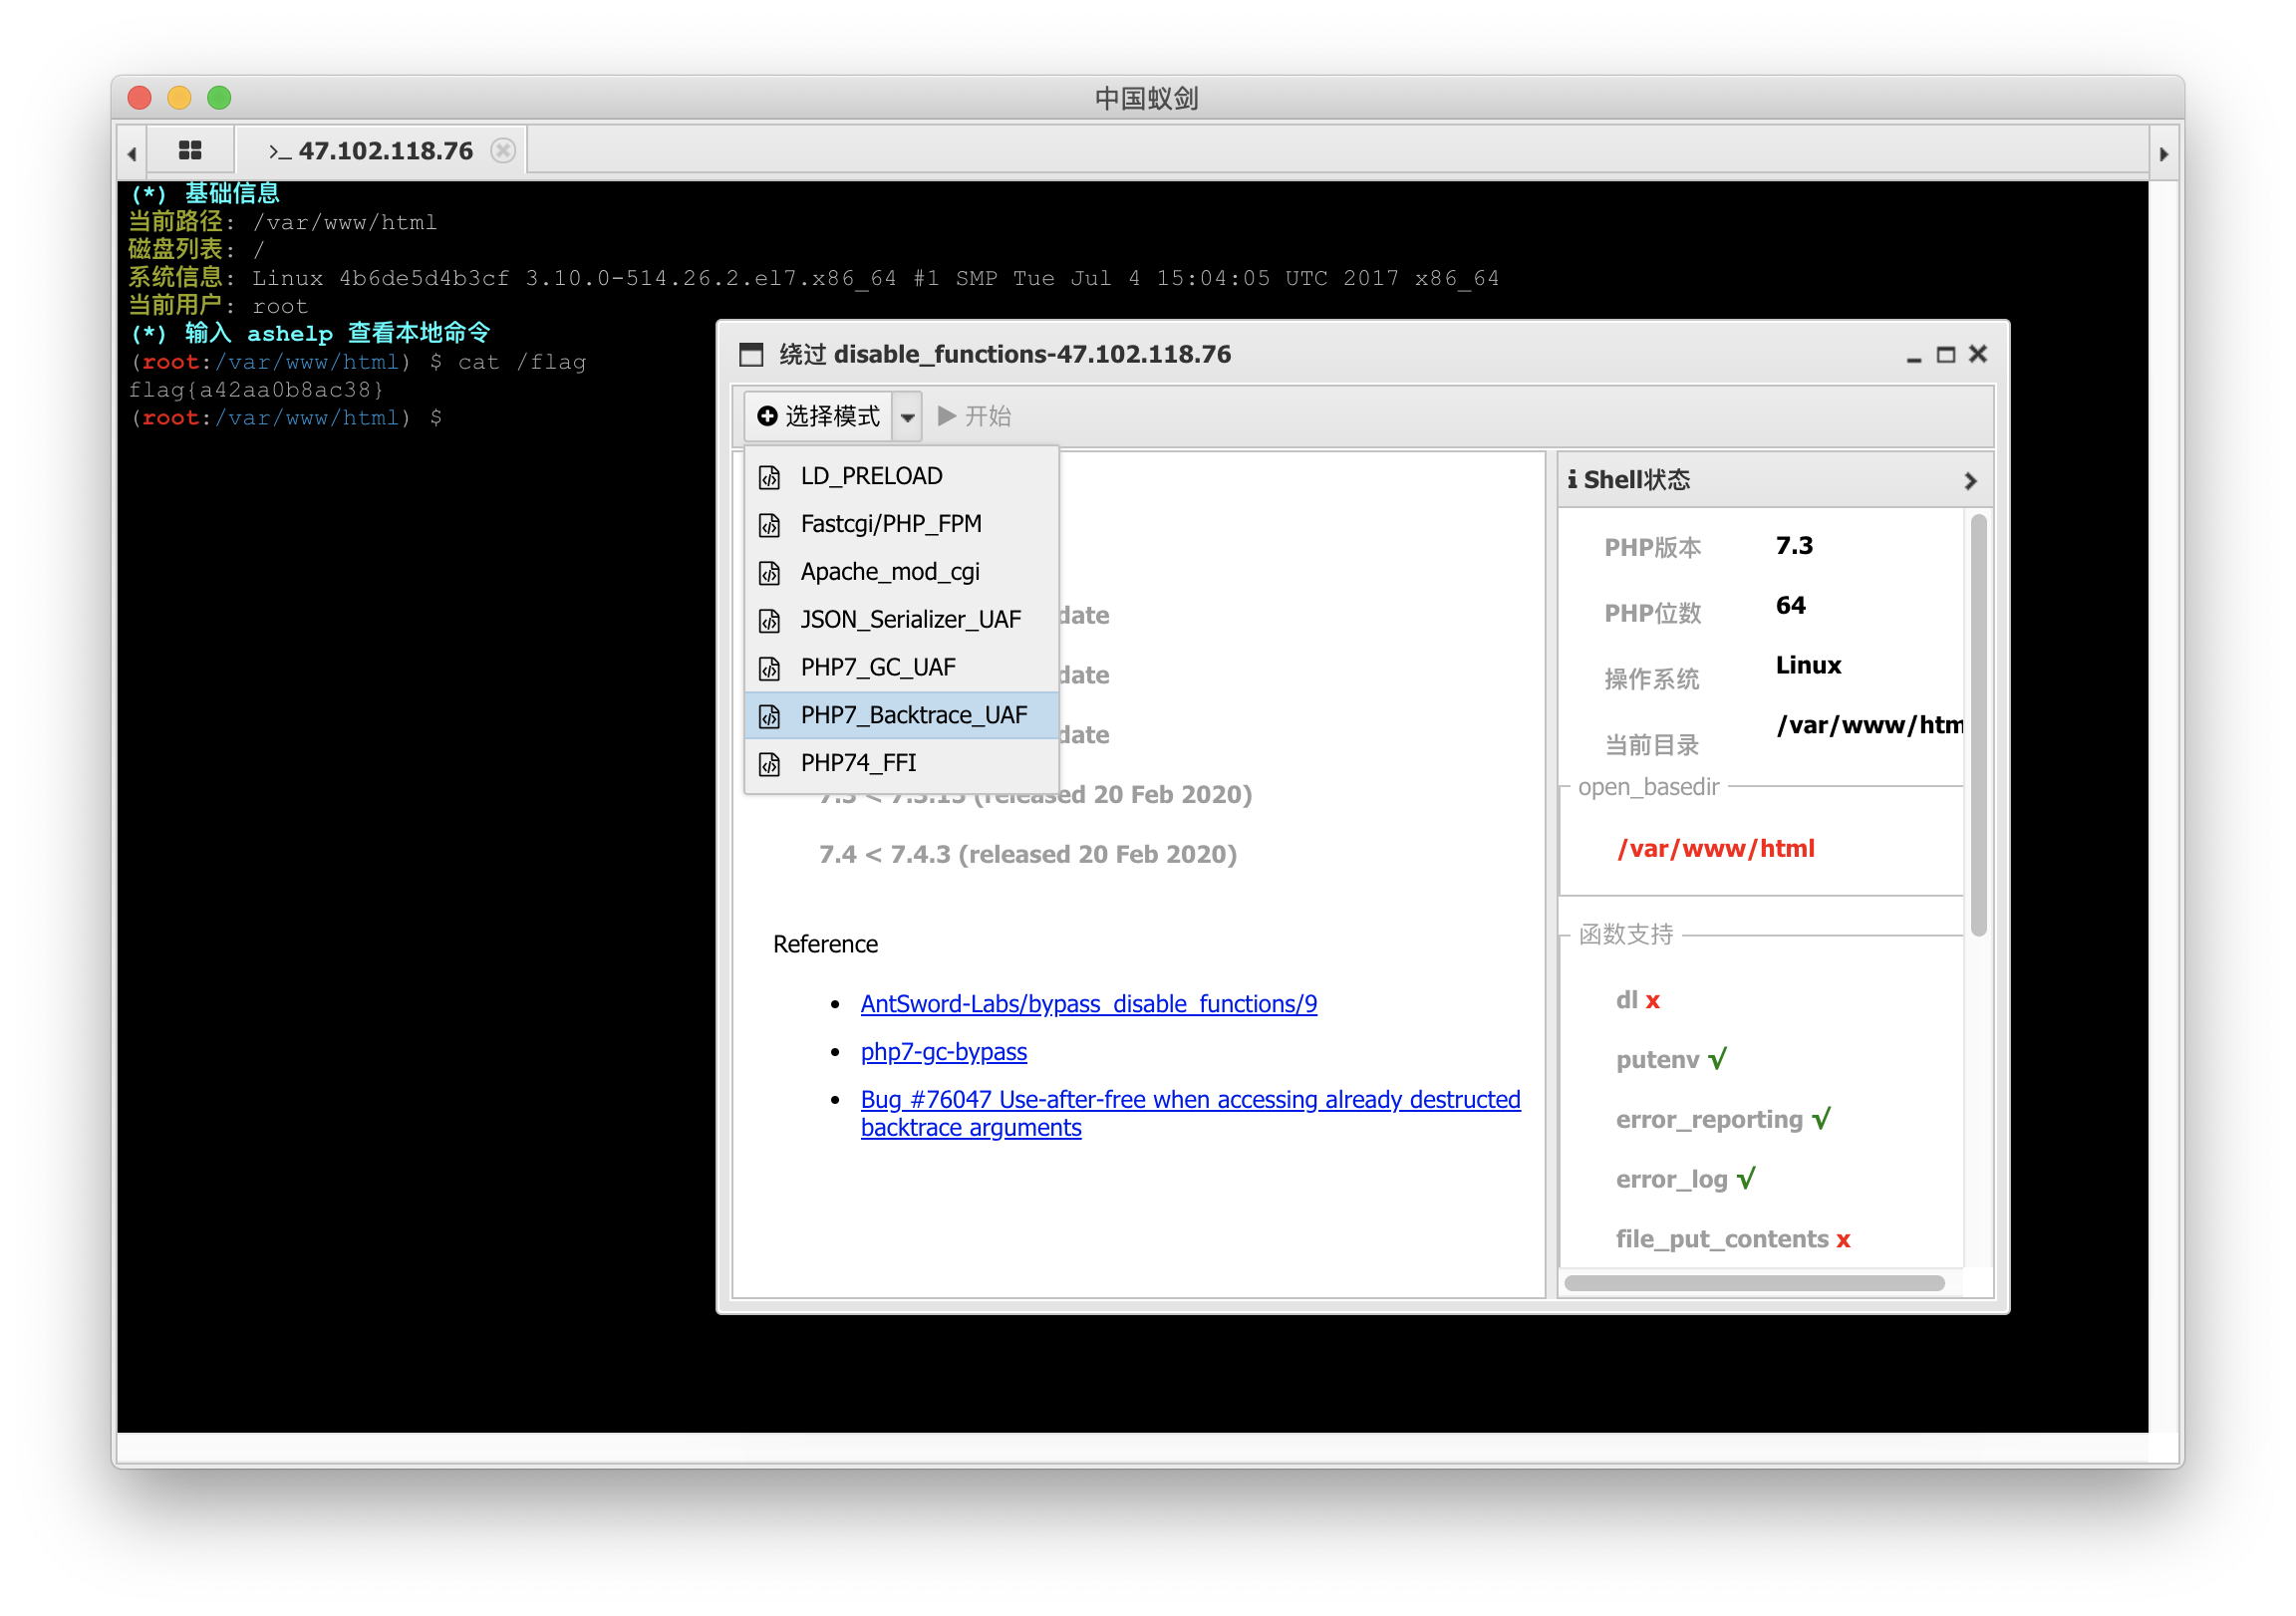 中国蚁剑
>_ 47.102.118.76
(*) 基础信息
当前路径: /var/www/html
磁盘列表: /
系统信息: Linux 4b6de5d4b3cf 3.10.0-514.26.2.el7.x86_64 #1 SMP Tue Jul 4 15:04:05 UTC 2017 x86_64
当前用户: root
(*) 输入 ashelp 查看本地命令
(root:/var/www/html) $ cat /flag
flag{a42aa0b8ac38}
(root:/var/www/html) $
绕过 disable_functions-47.102.118.76
选择模式 开始
LD_PRELOAD
Fastcgi/PHP_FPM
Apache_mod_cgi
JSON_Serializer_UAF
PHP7_GC_UAF
PHP7_Backtrace_UAF
PHP74_FFI
date
date
date
7.3 < 7.3.15 (released 20 Feb 2020)
7.4 < 7.4.3 (released 20 Feb 2020)
Reference
AntSword-Labs/bypass_disable_functions/9
php7-gc-bypass
Bug #76047 Use-after-free when accessing already destructed
backtrace arguments
Shell状态
PHP版本 7.3
PHP位数 64
操作系统 Linux
当前目录 /var/www/htm
open_basedir
/var/www/html
函数支持
dl x
putenv √
error_reporting √
error_log √
file_put_contents x